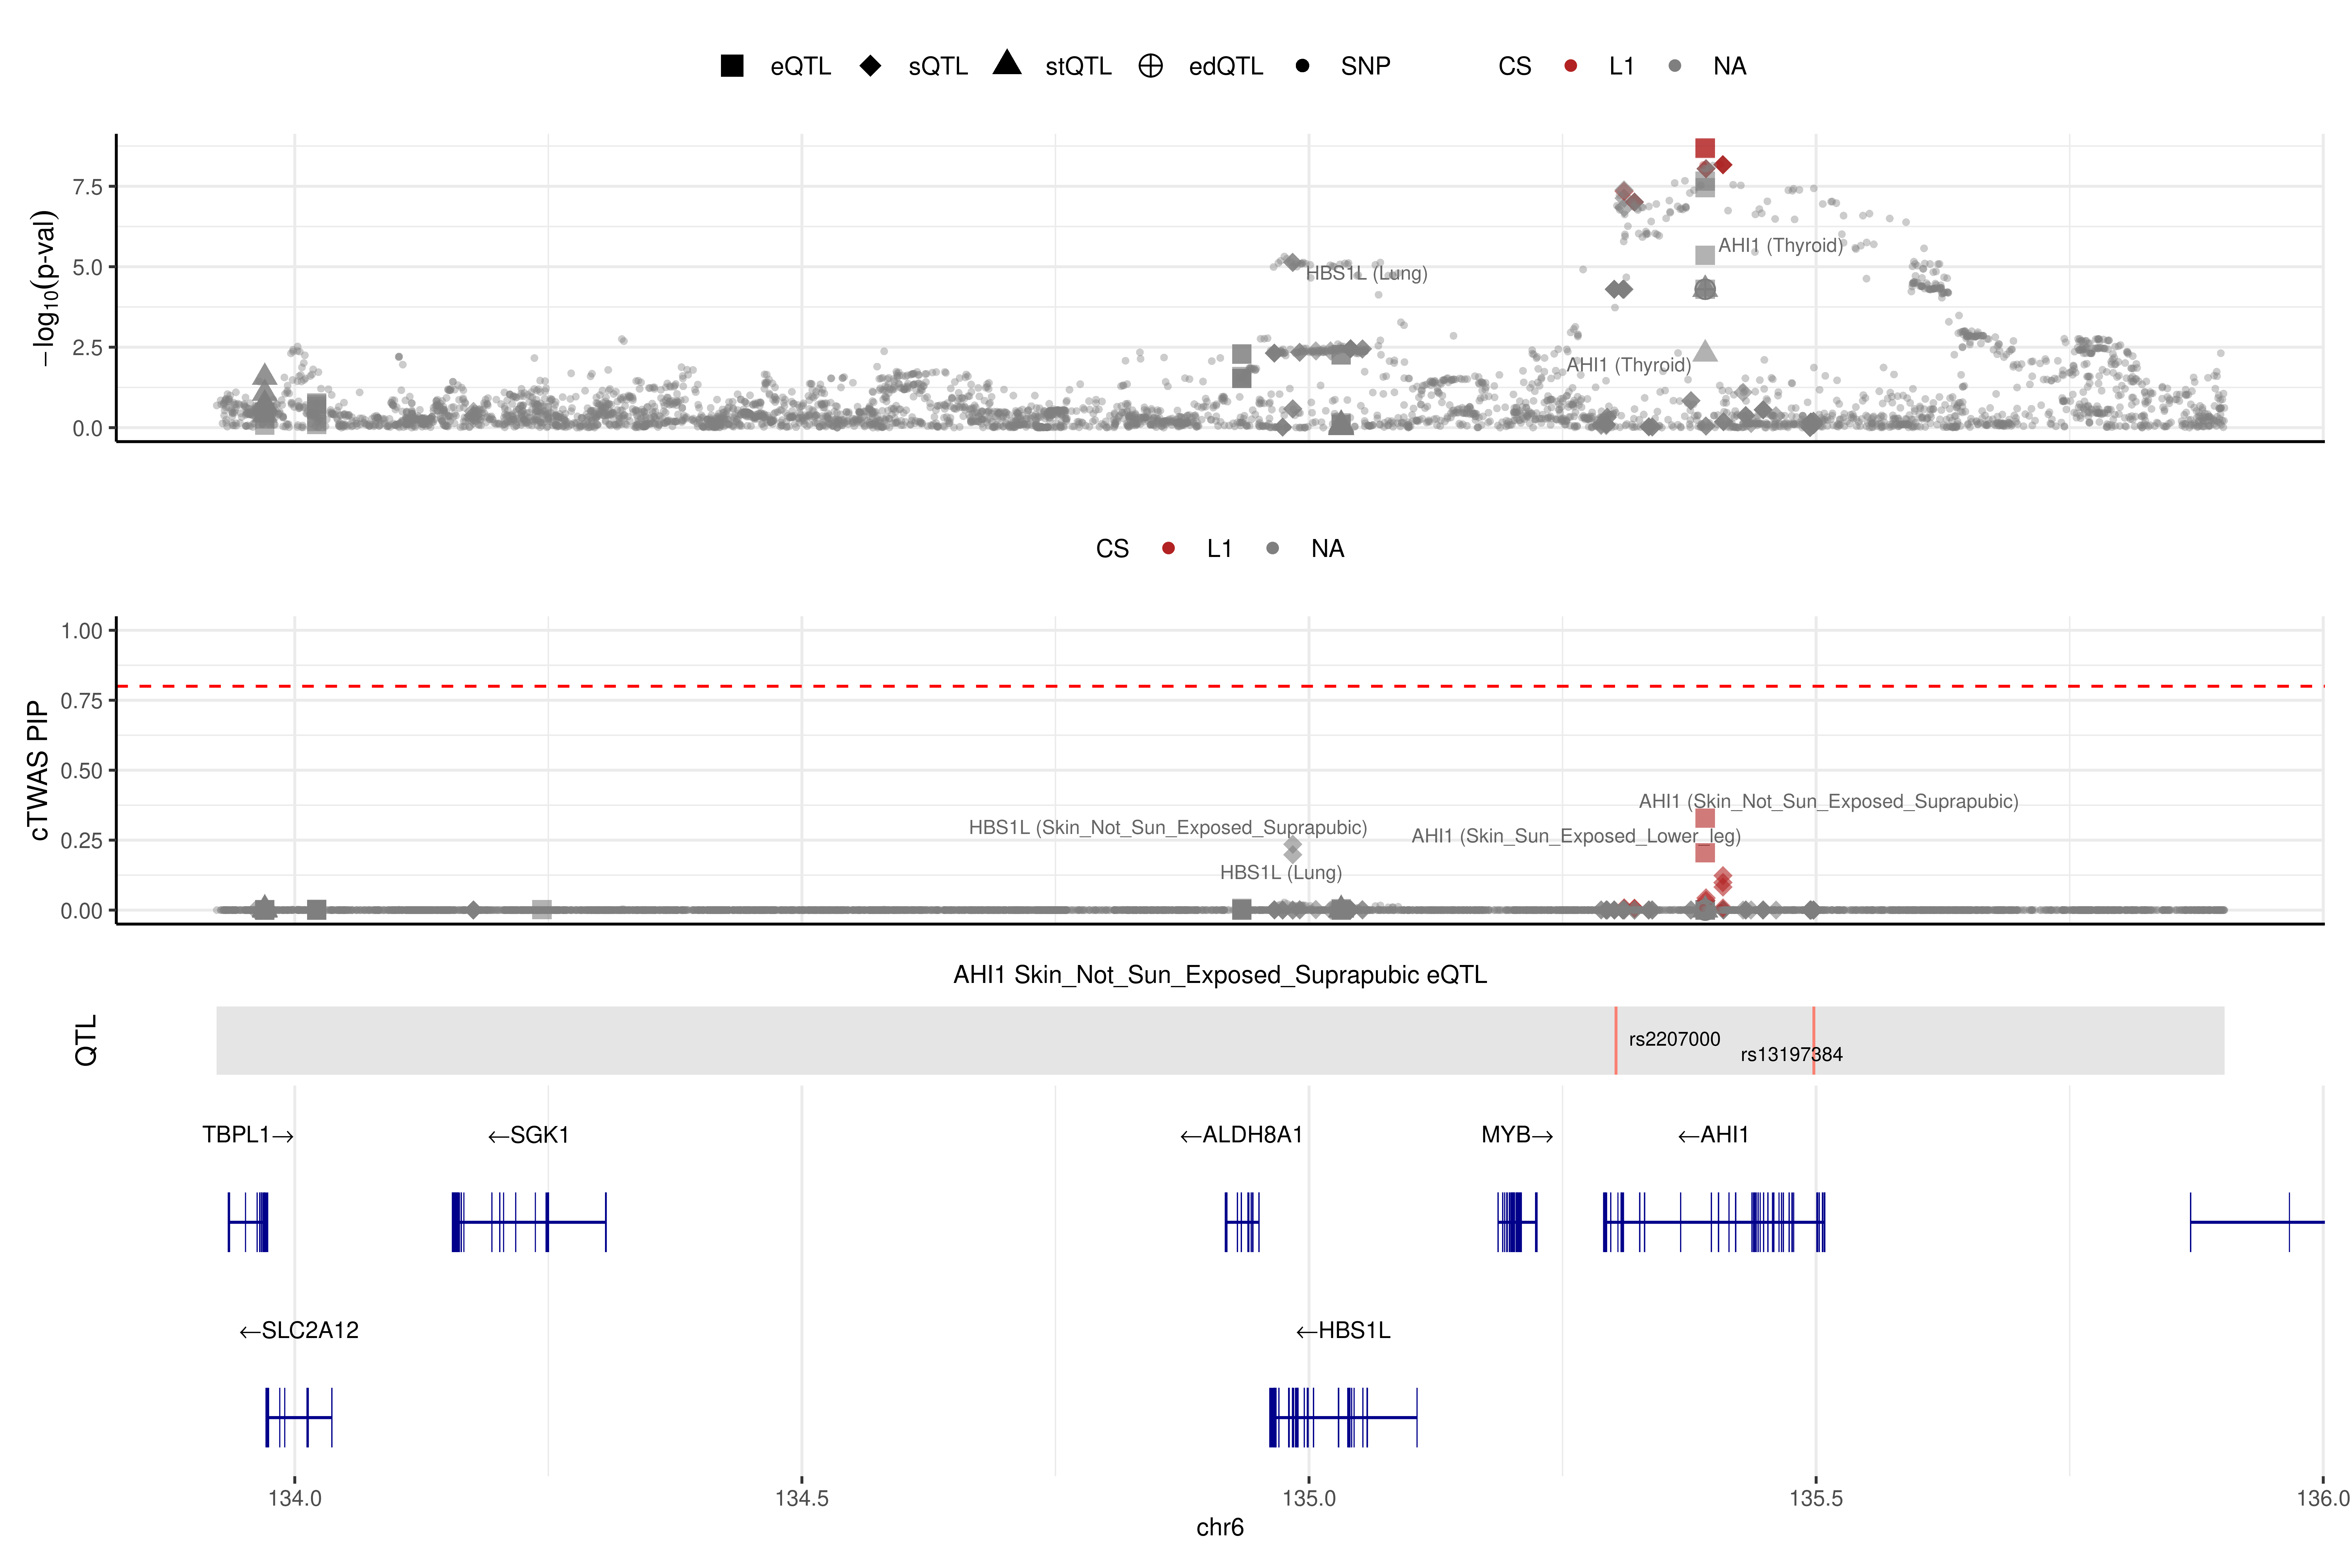 eQTL sQTL stQTL edQTL SNP CS L1 NA
−log10(p-val)
7.5
5.0
2.5
0.0
AHI1 (Thyroid)
HBS1L (Lung)
AHI1 (Thyroid)
CS L1 NA
cTWAS PIP
1.00
0.75
0.50
0.25
0.00
AHI1 (Skin_Not_Sun_Exposed_Suprapubic)
HBS1L (Skin_Not_Sun_Exposed_Suprapubic)
AHI1 (Skin_Sun_Exposed_Lower_leg)
HBS1L (Lung)
AHI1 Skin_Not_Sun_Exposed_Suprapubic eQTL
QTL
rs2207000
rs13197384
TBPL1→ ←SGK1 ←ALDH8A1 MYB→ ←AHI1
←SLC2A12 ←HBS1L
134.0 134.5 135.0 135.5 136.0
chr6